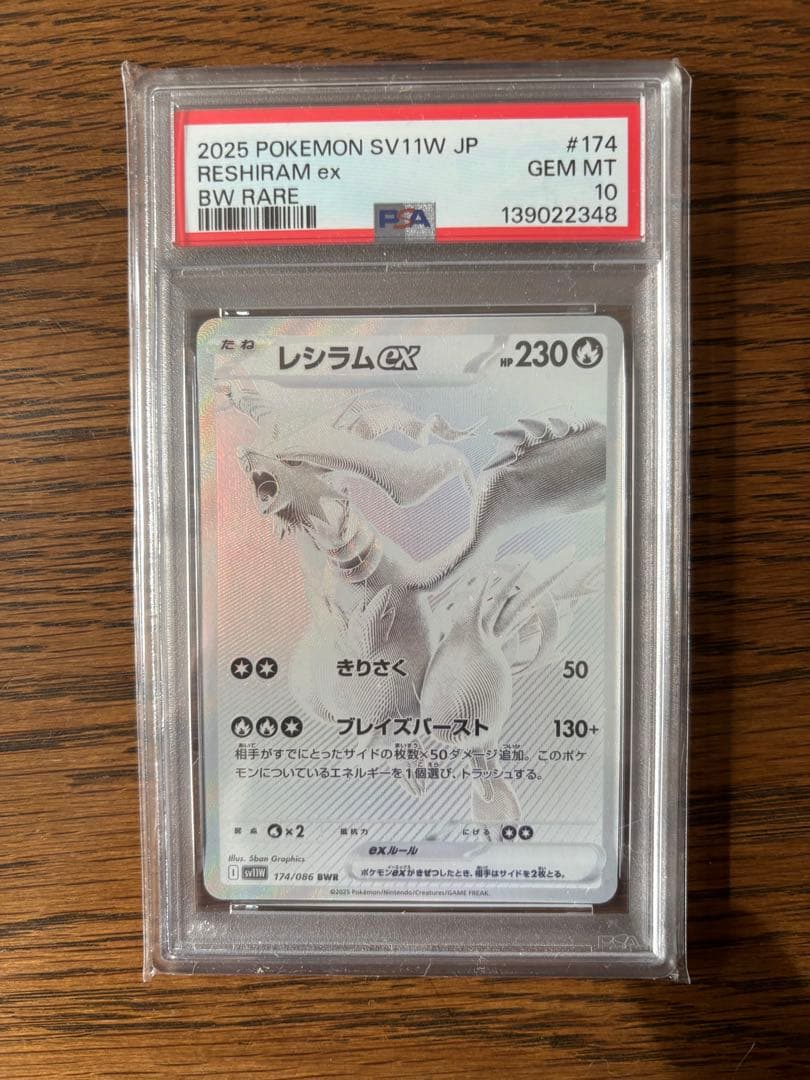 2025 POKEMON SV11W JP #174
RESHIRAM ex GEM MT
BW RARE 10
PSA 139022348
たね レシラムex HP 230
きりさく 50
ブレイズバースト 130+
相手がすでにとったサイドの枚数×50ダメージ追加。このポケ
モンについているエネルギーを1個選び、トラッシュする。
弱点 ×2 抵抗力 にげる
exルール
Illus. 5ban Graphics
ポケモンexがきぜつしたとき、相手はサイドを2枚とる。
I sv11W 174/086 BWR
©2025 Pokémon/Nintendo/Creatures/GAME FREAK.
PSA